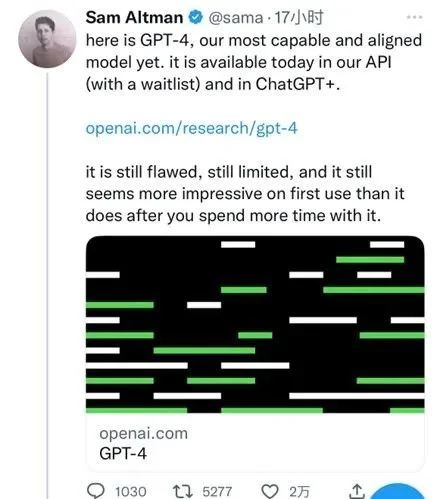 Sam Altman @sama · 17小时
here is GPT-4, our most capable and aligned
model yet. it is available today in our API
(with a waitlist) and in ChatGPT+.
openai.com/research/gpt-4
it is still flawed, still limited, and it still
seems more impressive on first use than it
does after you spend more time with it.
openai.com
GPT-4
1030 5277 2万